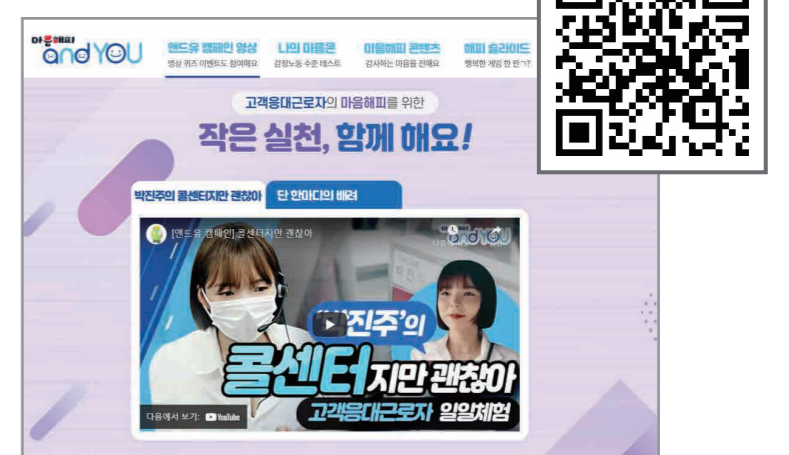 마음해피
andYOU
앤드유 캠페인 영상
영상 퀴즈 이벤트도 참여해요
나의 마음온
감정노동 수준 테스트
마음해피 콘텐츠
감사하는 마음을 전해요
해피 슬라이드
행복한 게임 한 판ㄱ?
고객응대근로자의 마음해피를 위한
작은 실천, 함께 해요!
박진주의 콜센터지만 괜찮아
단 한마디의 배려
[앤드유 캠페인] 콜센터지만 괜찮아
andYOU
'박진주'의
콜센터지만 괜찮아
고객응대근로자 일일체험
다음에서 보기: YouTube